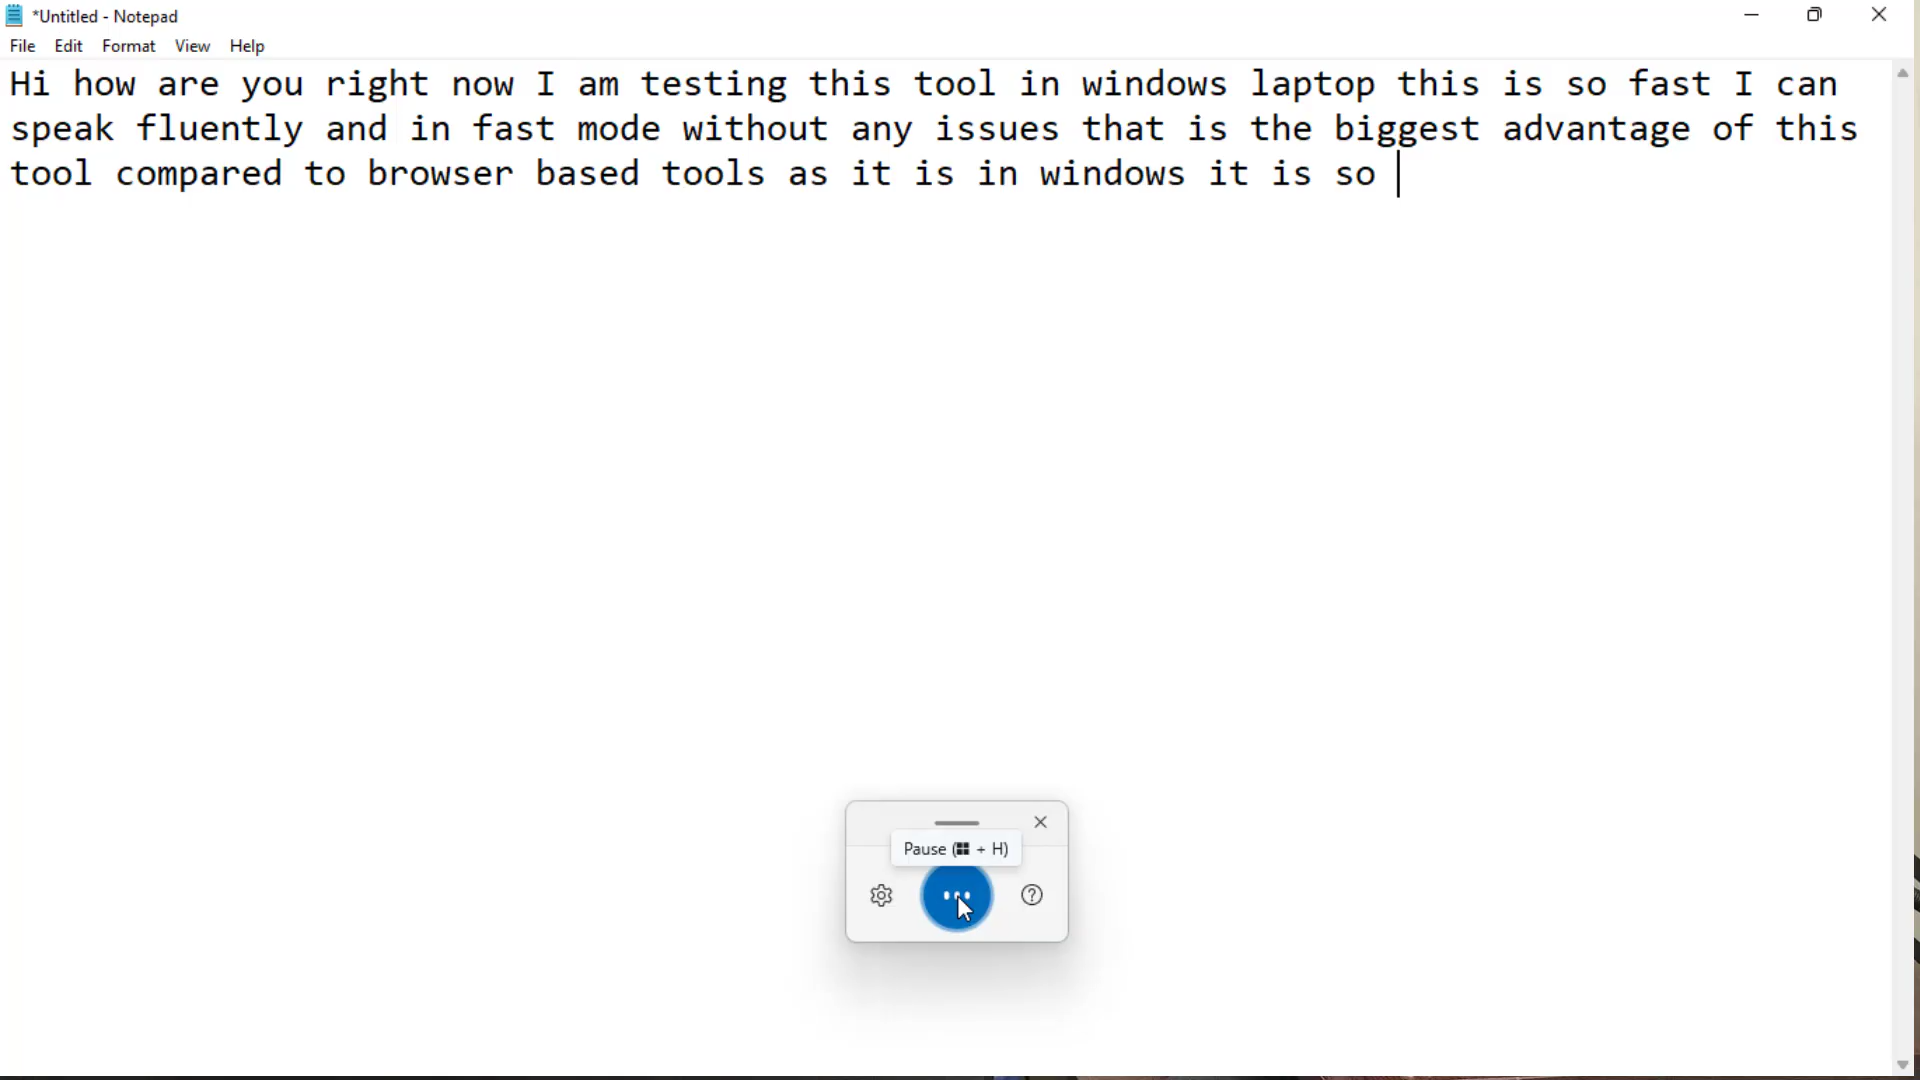 *Untitled - Notepad
File Edit Format View Help
Hi how are you right now I am testing this tool in windows laptop this is so fast I can
speak fluently and in fast mode without any issues that is the biggest advantage of this
tool compared to browser based tools as it is in windows it is so
Pause (⊞ + H)